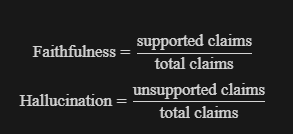 Faithfulness = supported claims / total claims
Hallucination = unsupported claims / total claims